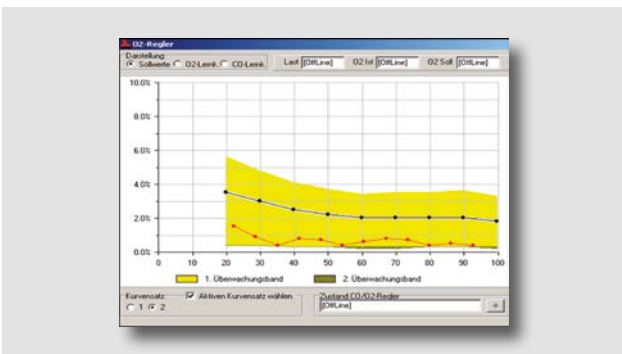 O2-Regler
Darstellung
Sollwerte O2-Lernk. CO-Lernk. Last [OffLine] O2 Ist [OffLine] O2 Soll [OffLine]
10.0%
8.0%
6.0%
4.0%
2.0%
0.0%
0 10 20 30 40 50 60 70 80 90 100
1. Überwachungsband 2. Überwachungsband
Kurvensatz Aktiven Kurvensatz wählen Zustand CO/O2-Regler
1 2 [OffLine]